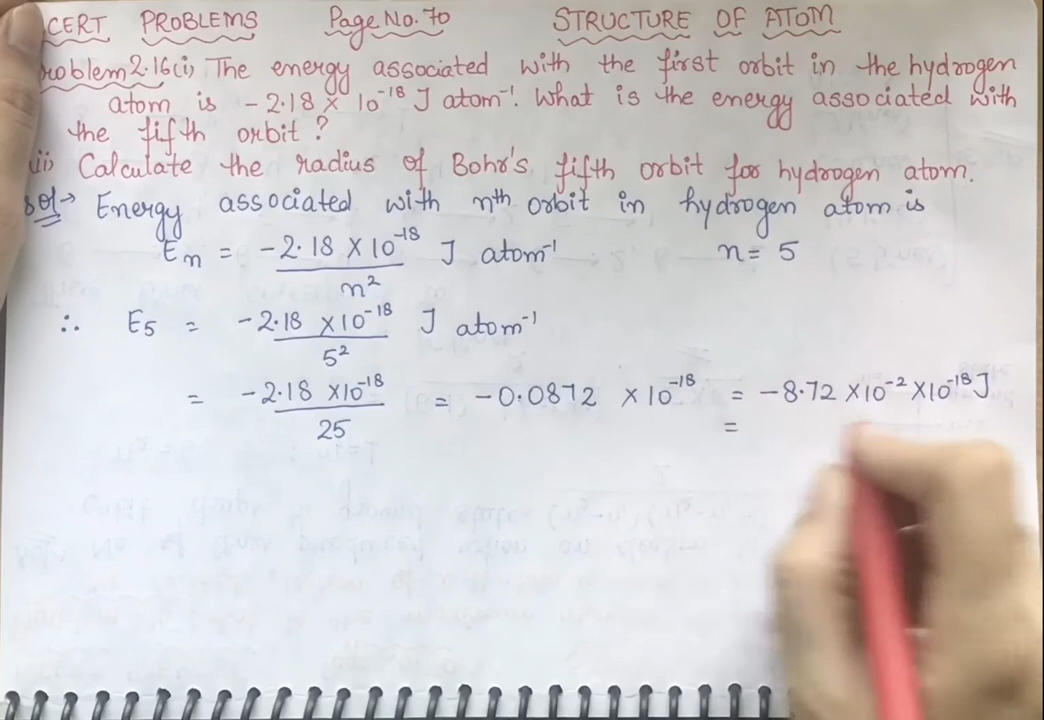 CERT PROBLEMS Page No. 70 STRUCTURE OF ATOM
roblem 2.16(i) The energy associated with the first orbit in the hydrogen
atom is -2.18 × 10⁻¹⁸ J atom⁻¹. What is the energy associated with
the fifth orbit?
ii) Calculate the radius of Bohr's fifth orbit for hydrogen atom.
Sol→ Energy associated with nth orbit in hydrogen atom is
Eₙ = -2.18 × 10⁻¹⁸ / n² J atom⁻¹ n = 5
∴ E₅ = -2.18 × 10⁻¹⁸ / 5² J atom⁻¹
= -2.18 × 10⁻¹⁸ / 25 = -0.0872 × 10⁻¹⁸ = -8.72 × 10⁻² × 10⁻¹⁸ J
=